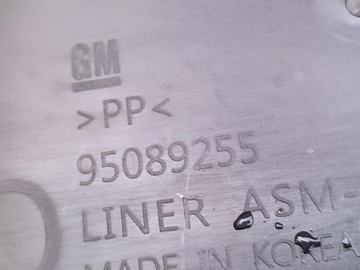 GM
>PP<
95089255
LINER ASM-
MADE IN KOREA